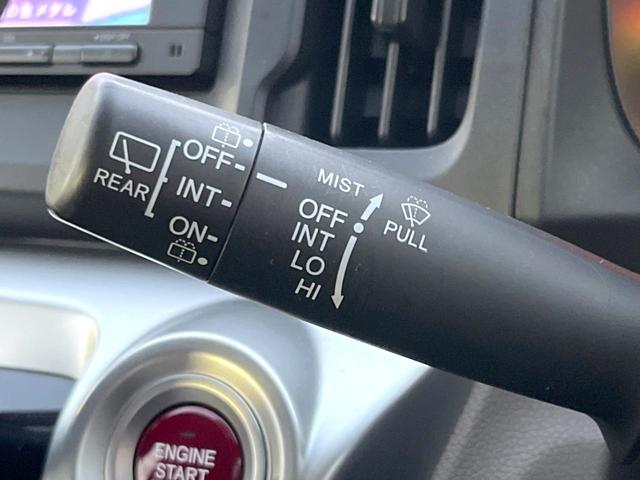 REAR
OFF
INT
ON
MIST
OFF
INT
LO
HI
PULL
ENGINE
START